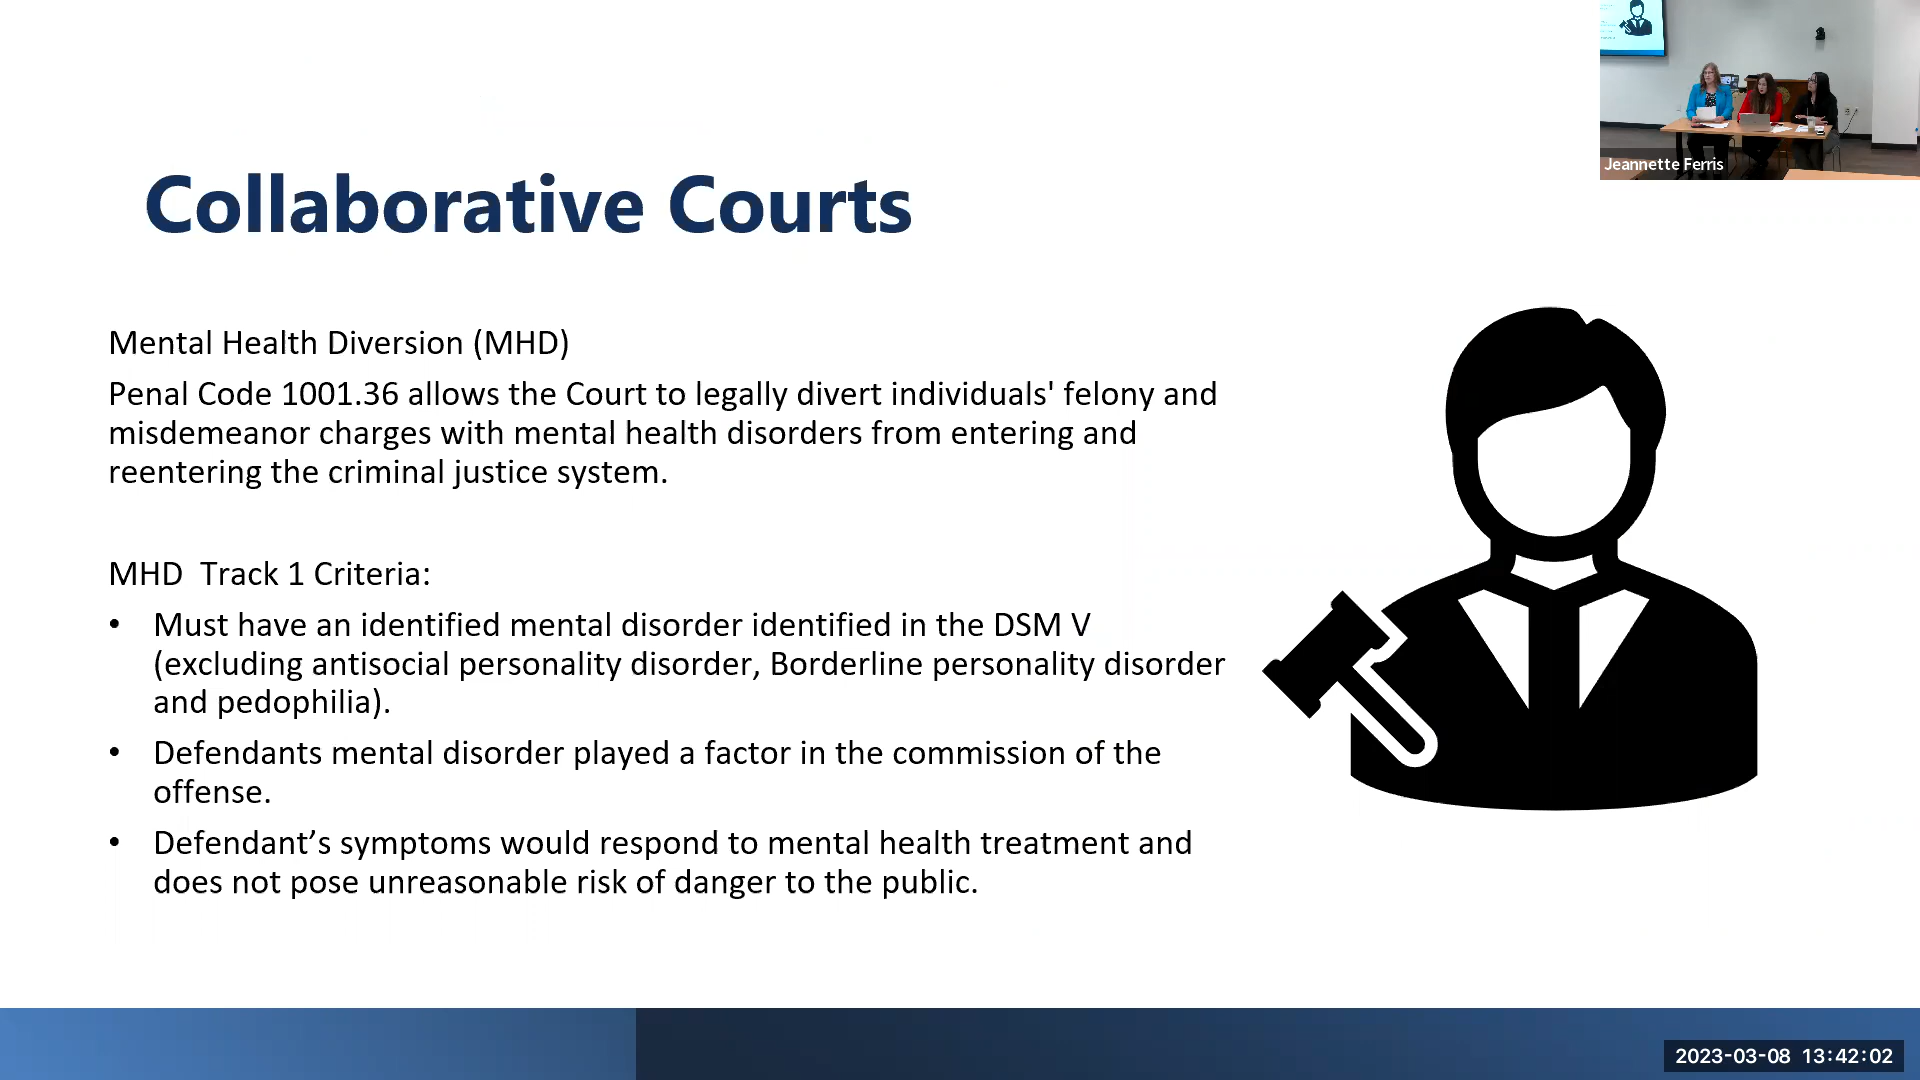 Jeannette Ferris
Collaborative Courts
Mental Health Diversion (MHD)
Penal Code 1001.36 allows the Court to legally divert individuals' felony and
misdemeanor charges with mental health disorders from entering and
reentering the criminal justice system.
MHD  Track 1 Criteria:
• Must have an identified mental disorder identified in the DSM V
(excluding antisocial personality disorder, Borderline personality disorder
and pedophilia).
• Defendants mental disorder played a factor in the commission of the
offense.
• Defendant’s symptoms would respond to mental health treatment and
does not pose unreasonable risk of danger to the public.
2023-03-08 13:42:02